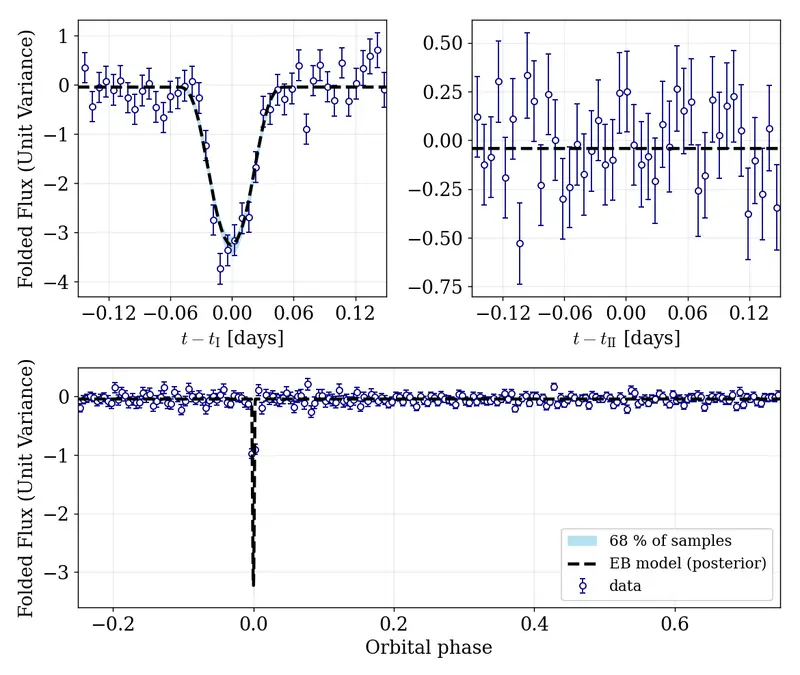 Folded Flux (Unit Variance)
1
0
−1
−2
−3
−4
−0.12 −0.06 0.00 0.06 0.12
t − tI [days]
0.50
0.25
0.00
−0.25
−0.50
−0.75
−0.12 −0.06 0.00 0.06 0.12
t − tII [days]
Folded Flux (Unit Variance)
0
−1
−2
−3
−0.2 0.0 0.2 0.4 0.6
Orbital phase
68 % of samples
EB model (posterior)
data